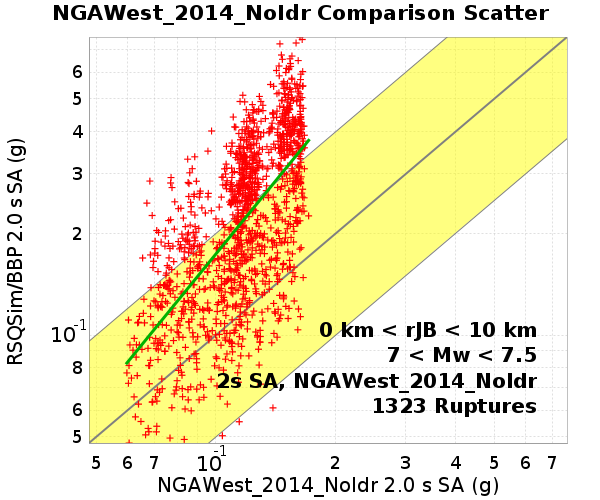 NGAWest_2014_NoIdr Comparison Scatter
RSQSim/BBP 2.0 s SA (g)
6
5
4
3
2
10-1
8
7
6
5
0 km < rJB < 10 km
7 < Mw < 7.5
2s SA, NGAWest_2014_NoIdr
1323 Ruptures
5 6 7 10-1 2 3 4 5 6 7
NGAWest_2014_NoIdr 2.0 s SA (g)